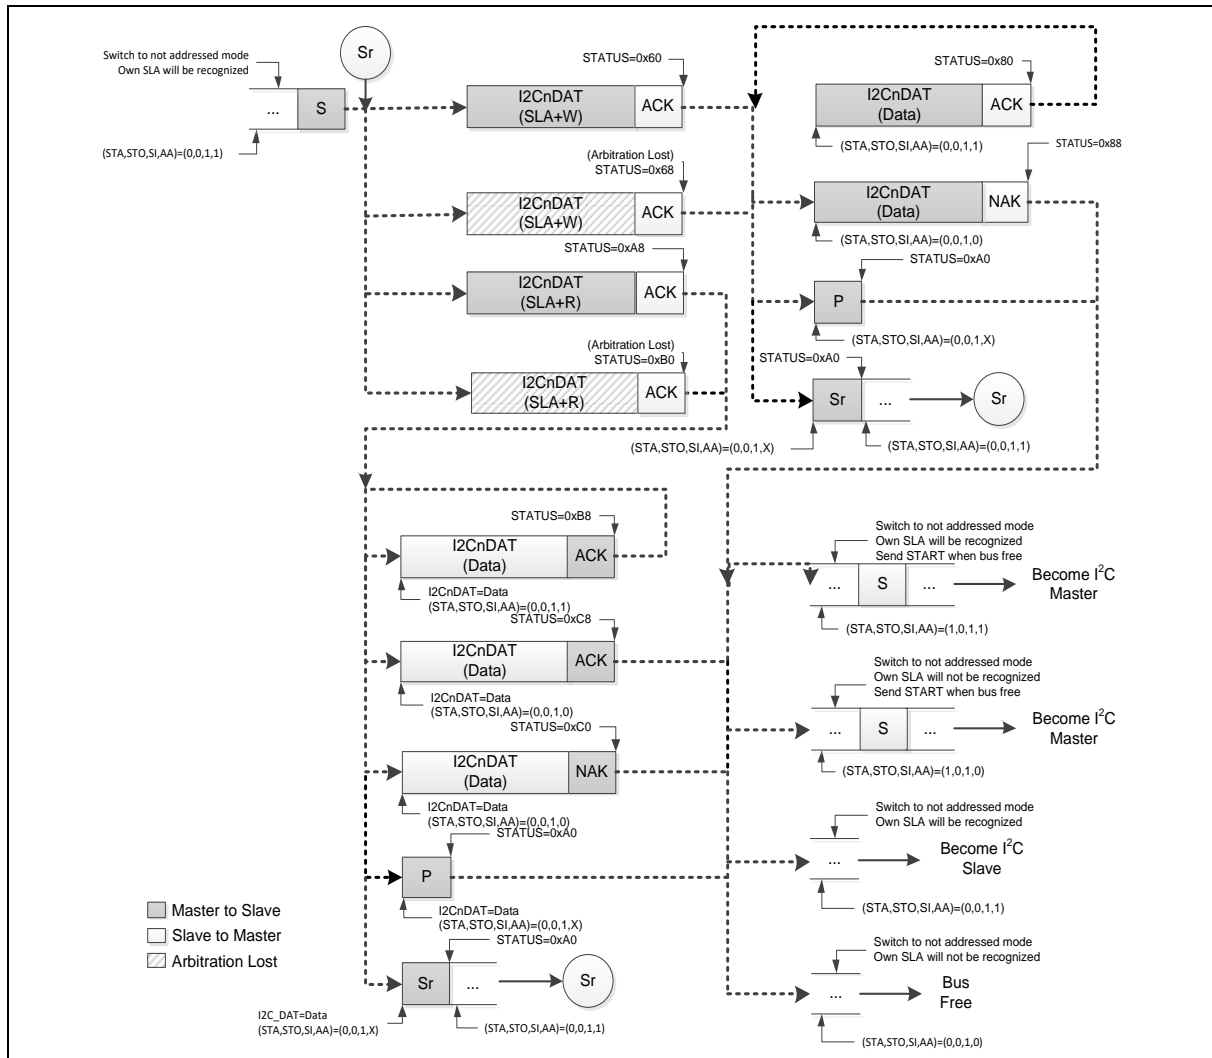 Switch to not addressed mode
Own SLA will be recognized
Sr
...
S
(STA,STO,SI,AA)=(0,0,1,1)
STATUS=0x60
I2CnDAT
(SLA+W)
ACK
(Arbitration Lost)
STATUS=0x68
I2CnDAT
(SLA+W)
ACK
STATUS=0xA8
I2CnDAT
(SLA+R)
ACK
(Arbitration Lost)
STATUS=0xB0
I2CnDAT
(SLA+R)
ACK
STATUS=0x80
I2CnDAT
(Data)
ACK
(STA,STO,SI,AA)=(0,0,1,1)
STATUS=0x88
I2CnDAT
(Data)
NAK
(STA,STO,SI,AA)=(0,0,1,0)
STATUS=0xA0
P
(STA,STO,SI,AA)=(0,0,1,X)
STATUS=0xA0
Sr
...
Sr
(STA,STO,SI,AA)=(0,0,1,X)
(STA,STO,SI,AA)=(0,0,1,1)
STATUS=0xB8
I2CnDAT
(Data)
ACK
I2CnDAT=Data
(STA,STO,SI,AA)=(0,0,1,1)
STATUS=0xC8
I2CnDAT
(Data)
ACK
I2CnDAT=Data
(STA,STO,SI,AA)=(0,0,1,0)
STATUS=0xC0
I2CnDAT
(Data)
NAK
I2CnDAT=Data
(STA,STO,SI,AA)=(0,0,1,0)
STATUS=0xA0
P
I2CnDAT=Data
(STA,STO,SI,AA)=(0,0,1,X)
STATUS=0xA0
Sr
...
Sr
I2C_DAT=Data
(STA,STO,SI,AA)=(0,0,1,X)
(STA,STO,SI,AA)=(0,0,1,1)
Switch to not addressed mode
Own SLA will be recognized
Send START when bus free
...
S
...
Become I²C
Master
(STA,STO,SI,AA)=(1,0,1,1)
Switch to not addressed mode
Own SLA will not be recognized
Send START when bus free
...
S
...
Become I²C
Master
(STA,STO,SI,AA)=(1,0,1,0)
Switch to not addressed mode
Own SLA will be recognized
...
Become I²C
Slave
(STA,STO,SI,AA)=(0,0,1,1)
Switch to not addressed mode
Own SLA will not be recognized
...
Bus
Free
(STA,STO,SI,AA)=(0,0,1,0)
Master to Slave
Slave to Master
Arbitration Lost